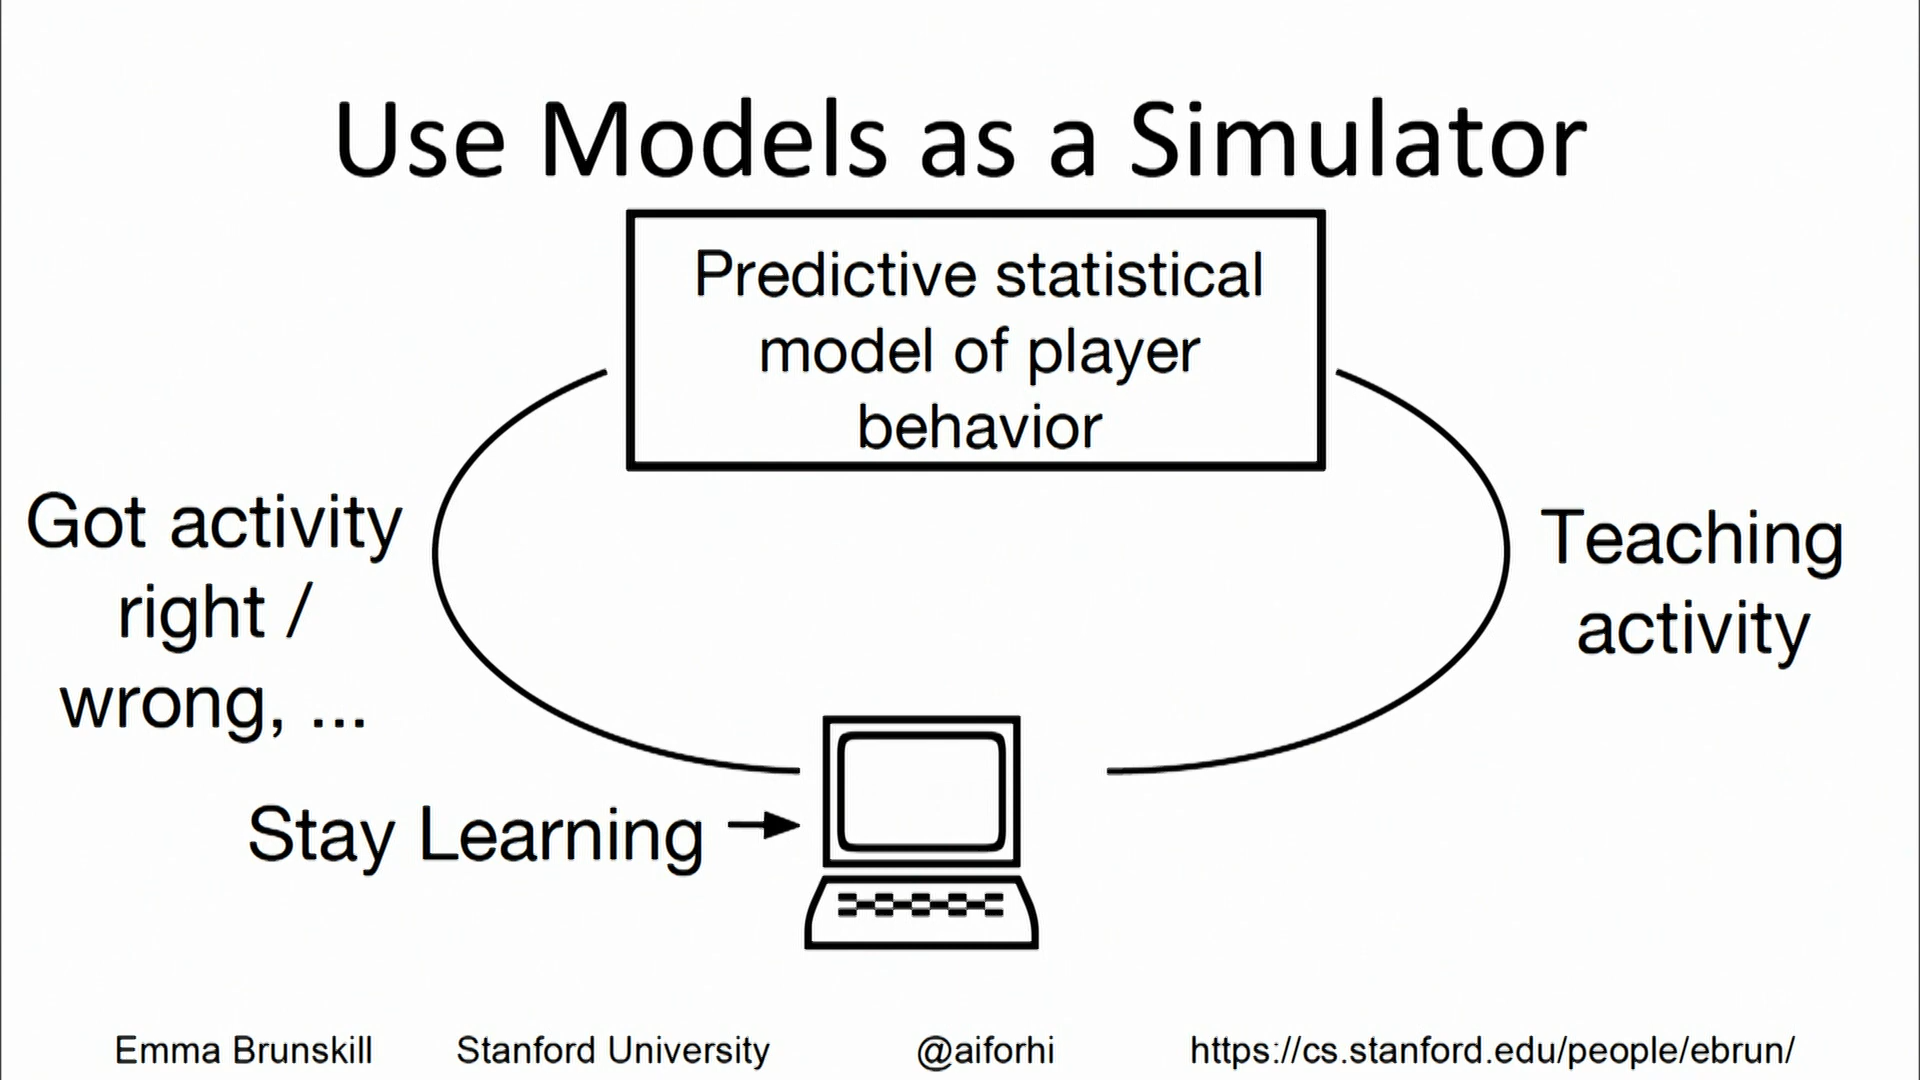 Use Models as a Simulator
Predictive statistical
model of player
behavior
Got activity
right /
wrong, ...
Teaching
activity
Stay Learning
Emma Brunskill
Stanford University
@aiforhi
https://cs.stanford.edu/people/ebrun/